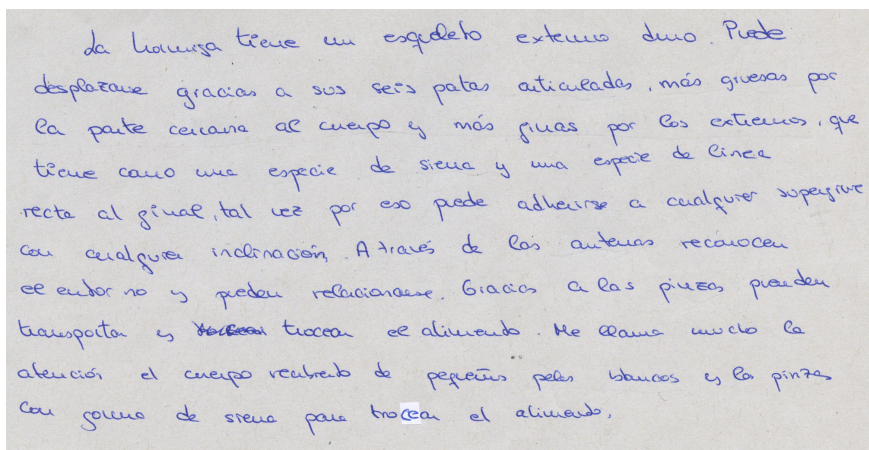 La hormiga tiene un esqueleto externo duro. Puede
desplazarse gracias a sus seis patas articuladas, más gruesas por
la parte cercana al cuerpo y más finas por los extremos, que
tiene como una especie de sierra y una especie de línea
recta al final, tal vez por eso puede adherirse a cualquier superficie
con cualquier inclinación. A través de las antenas reconocen
el entorno y pueden relacionarse. Gracias a las pinzas pueden
transportar y trocear el alimento. Me llama mucho la
atención el cuerpo recubierto de pequeños pelos blancos y las pinzas
con forma de sierra para trocear el alimento.